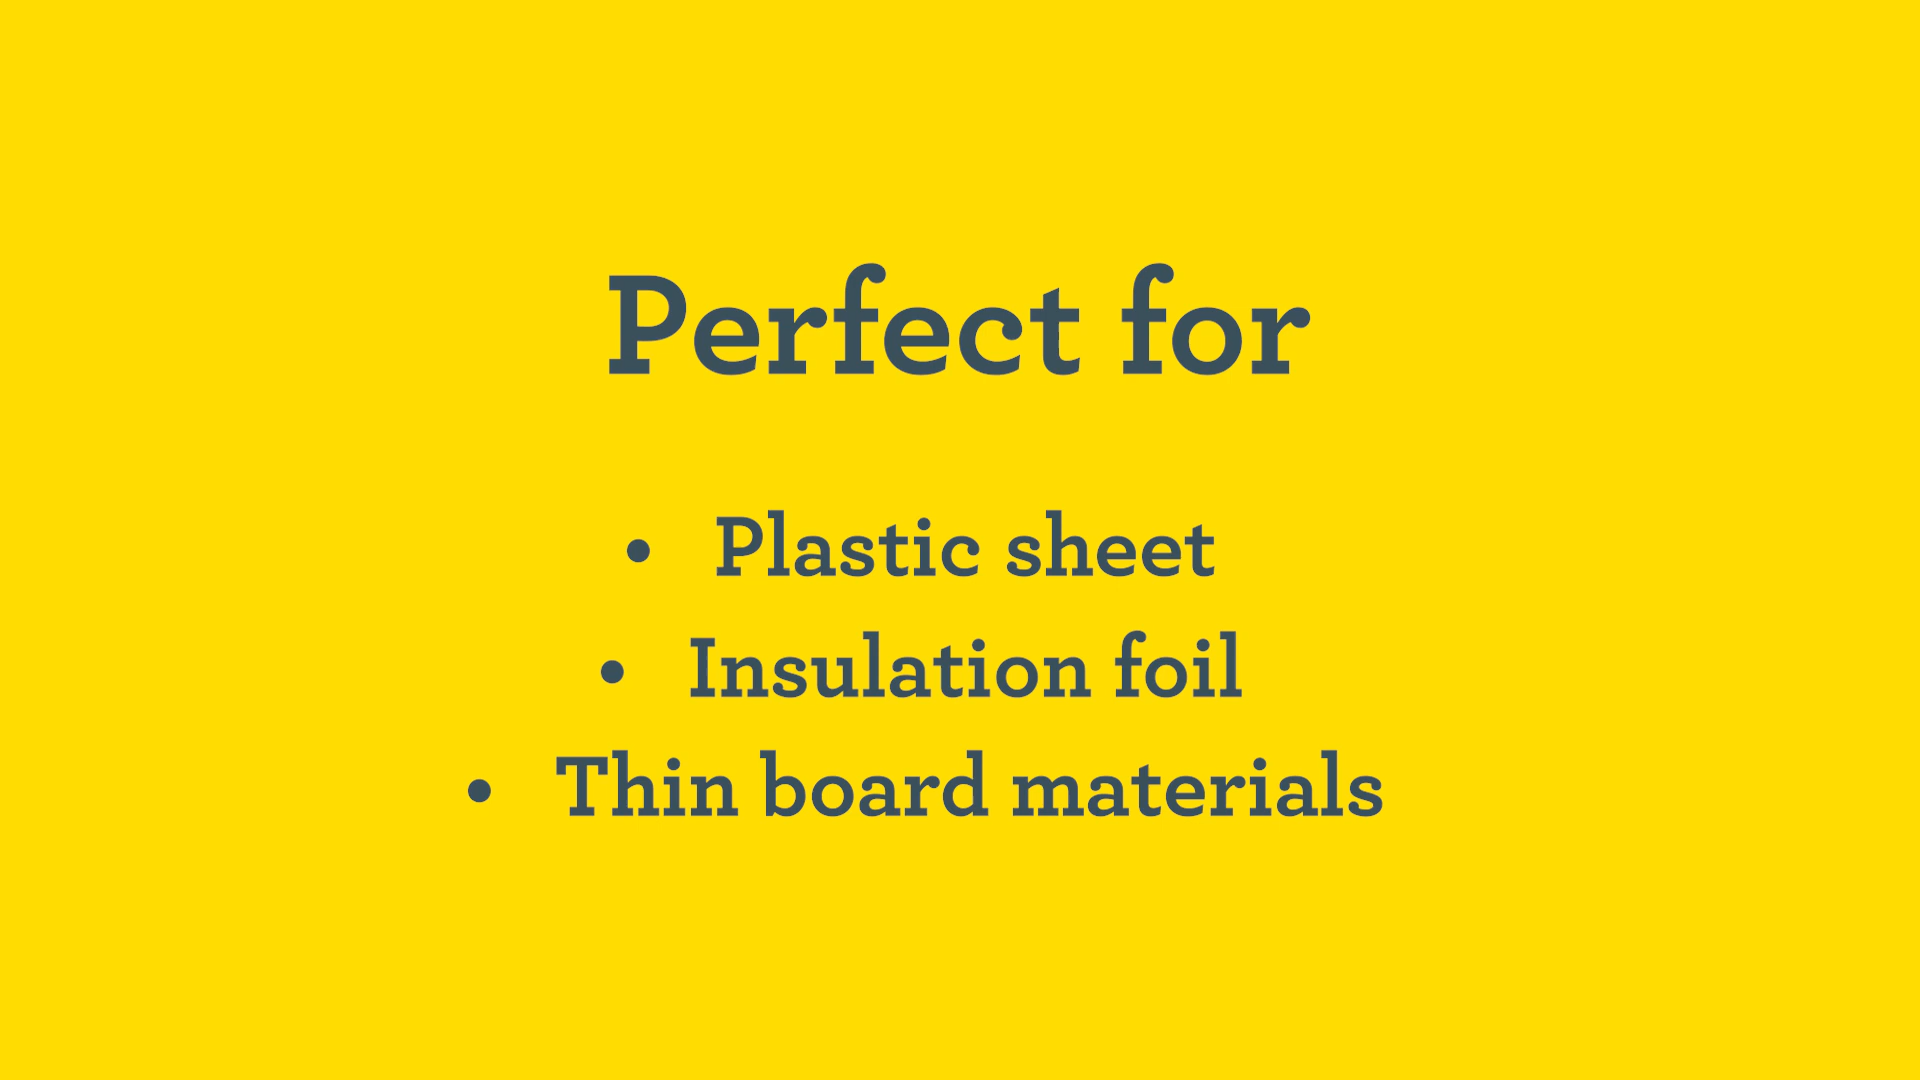 Perfect for
• Plastic sheet
• Insulation foil
• Thin board materials